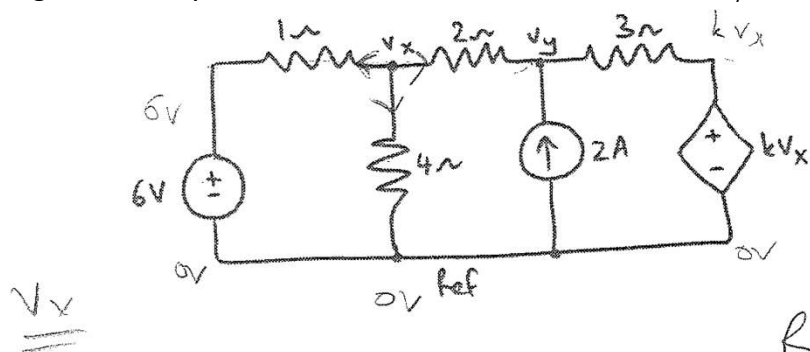 1Ω vx 2Ω vy 3Ω kvx
6V
6V + - 4Ω 2A + - kvx
0V 0V Ref 0V
Vx
R